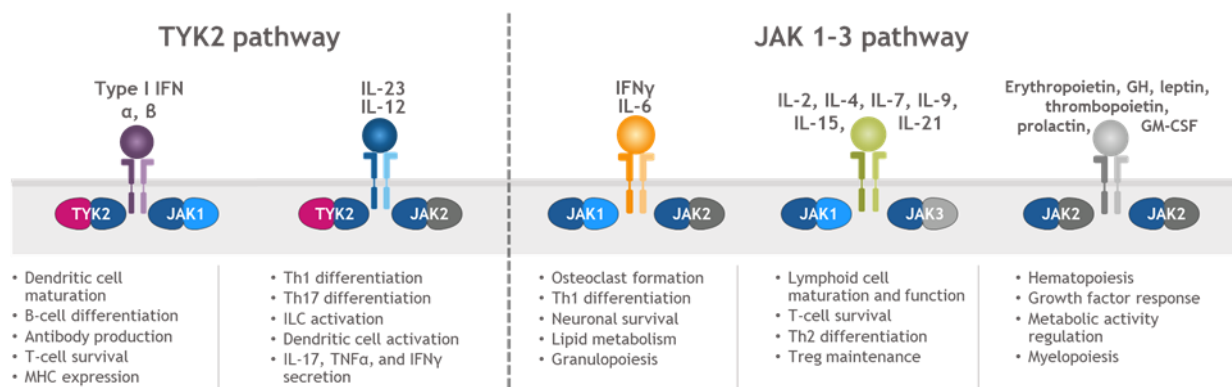 TYK2 pathway
JAK 1-3 pathway
Type I IFN
α, β
IL-23
IL-12
IFNγ
IL-6
IL-2, IL-4, IL-7, IL-9,
IL-15, IL-21
Erythropoietin, GH, leptin,
thrombopoietin,
prolactin, GM-CSF
TYK2 JAK1
TYK2 JAK2
JAK1 JAK2
JAK1 JAK3
JAK2 JAK2
• Dendritic cell
maturation
• B-cell differentiation
• Antibody production
• T-cell survival
• MHC expression
• Th1 differentiation
• Th17 differentiation
• ILC activation
• Dendritic cell activation
• IL-17, TNFα, and IFNγ
secretion
• Osteoclast formation
• Th1 differentiation
• Neuronal survival
• Lipid metabolism
• Granulopoiesis
• Lymphoid cell
maturation and function
• T-cell survival
• Th2 differentiation
• Treg maintenance
• Hematopoiesis
• Growth factor response
• Metabolic activity
regulation
• Myelopoiesis